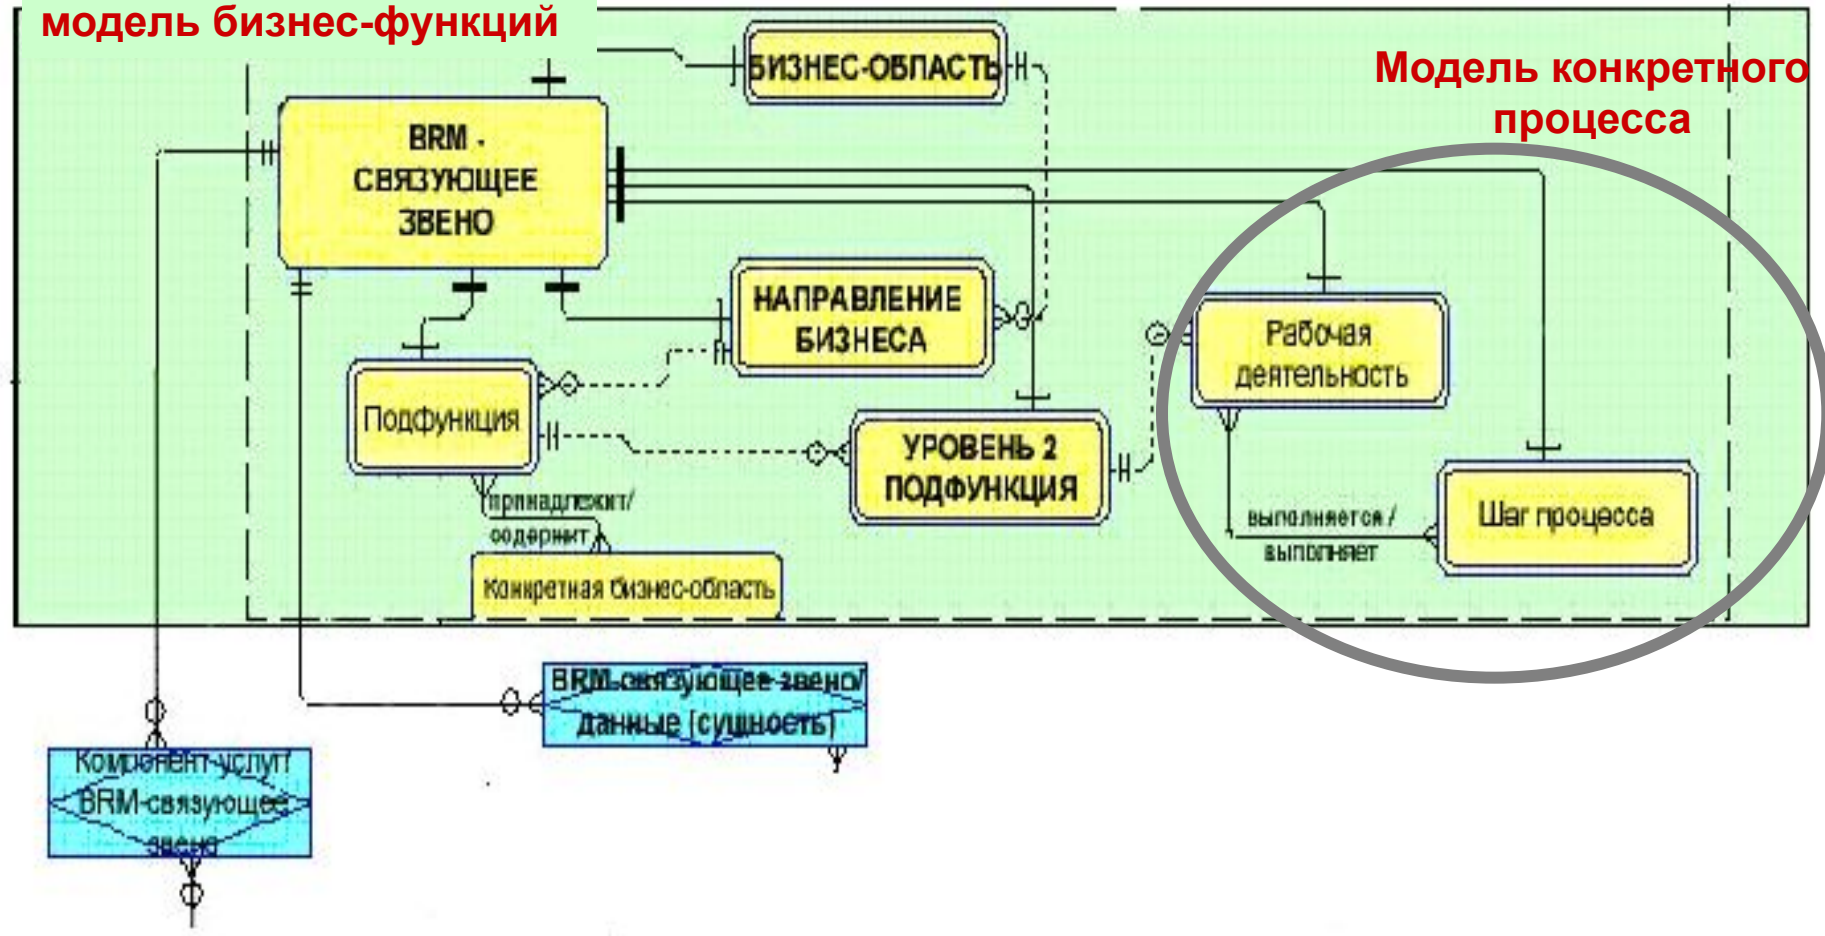 модель бизнес-функций
БИЗНЕС-ОБЛАСТЬ
Модель конкретного
процесса
BRM -
СВЯЗУЮЩЕЕ
ЗВЕНО
НАПРАВЛЕНИЕ
БИЗНЕСА
Рабочая
деятельность
Подфункция
УРОВЕНЬ 2
ПОДФУНКЦИЯ
принадлежит/
содержит
выполняется /
выполняет
Шаг процесса
Конкретная бизнес-область
BRM-связующее звено/
данные (сущность)
Компонент услуг/
BRM-связующее
звено